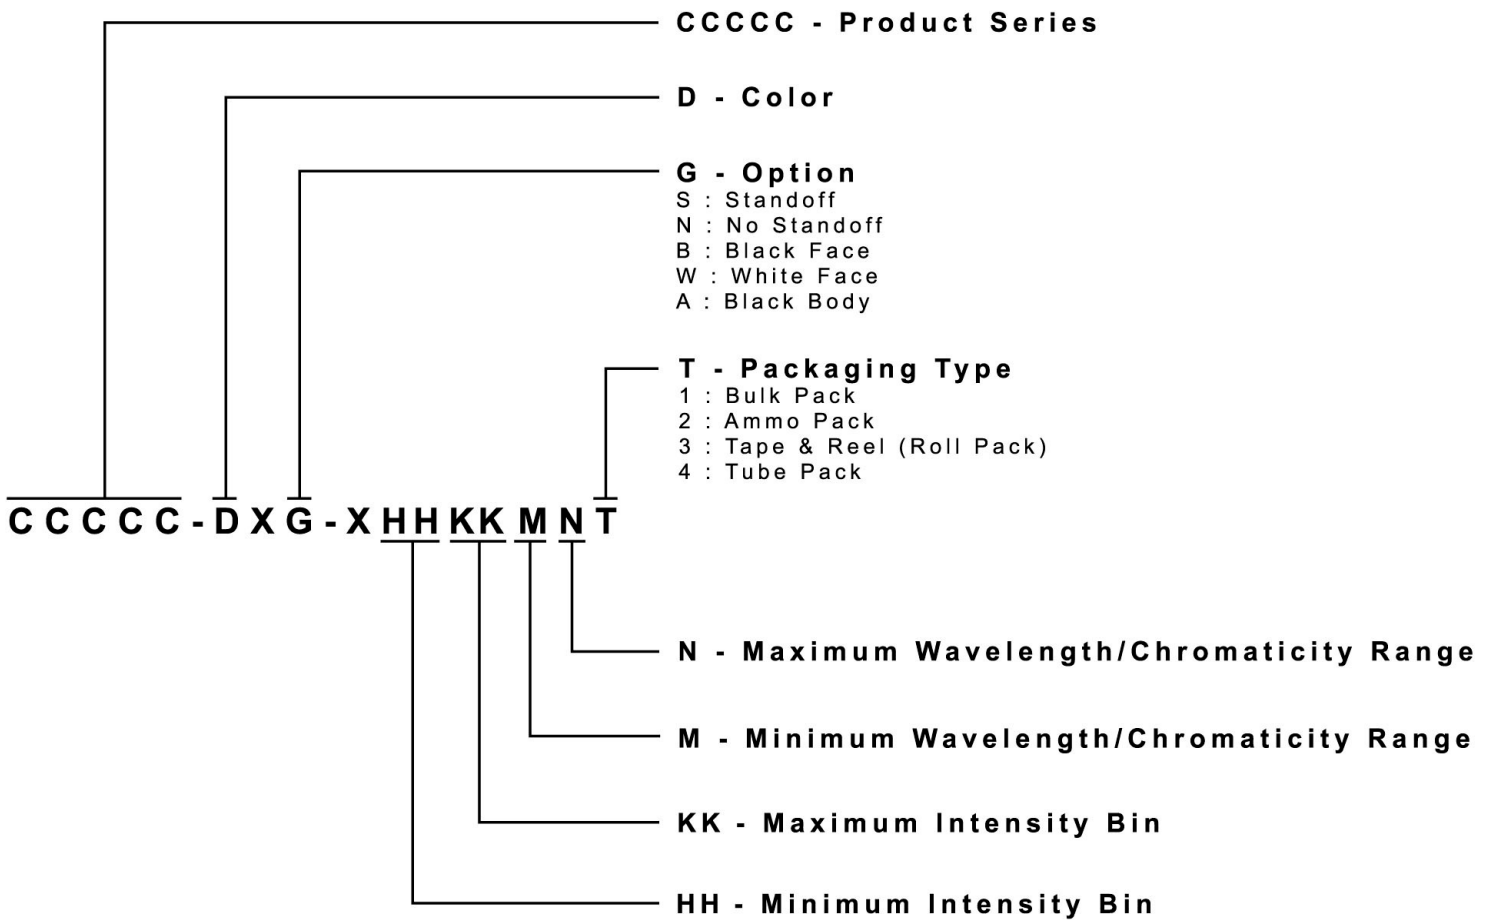 CCCCC - Product Series
D - Color
G - Option
S : Standoff
N : No Standoff
B : Black Face
W : White Face
A : Black Body
T - Packaging Type
1 : Bulk Pack
2 : Ammo Pack
3 : Tape & Reel (Roll Pack)
4 : Tube Pack
CCCCC-DXG-XHHKKMNT
N - Maximum Wavelength/Chromaticity Range
M - Minimum Wavelength/Chromaticity Range
KK - Maximum Intensity Bin
HH - Minimum Intensity Bin